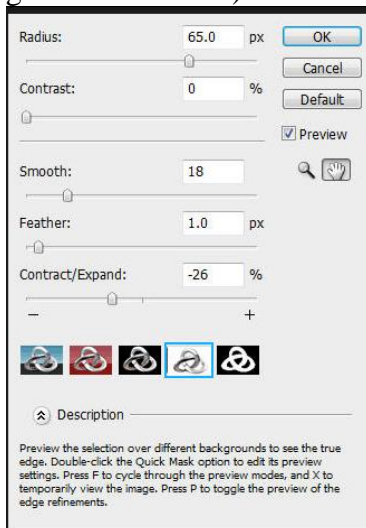 Radius: 65.0 px OK
Cancel
Contrast: 0 % Default
Preview
Smooth: 18
Feather: 1.0 px
Contract/Expand: -26 %
− +
Description
Preview the selection over different backgrounds to see the true
edge. Double-click the Quick Mask option to edit its preview
settings. Press F to cycle through the preview modes, and X to
temporarily view the image. Press P to toggle the preview of the
edge refinements.